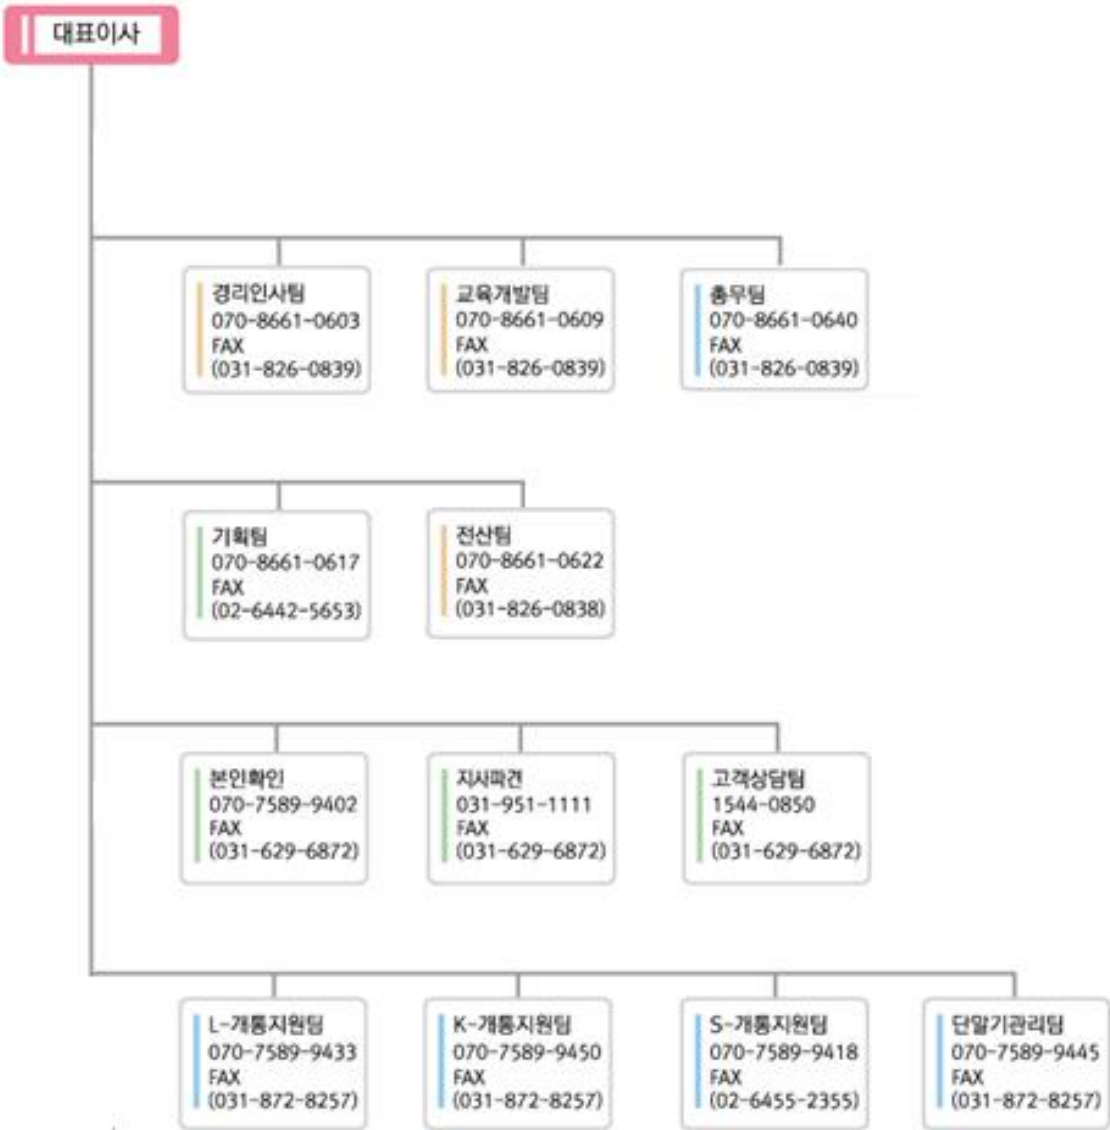 대표이사
경리인사팀
070-8661-0603
FAX
(031-826-0839)
교육개발팀
070-8661-0609
FAX
(031-826-0839)
총무팀
070-8661-0640
FAX
(031-826-0839)
기획팀
070-8661-0617
FAX
(02-6442-5653)
전산팀
070-8661-0622
FAX
(031-826-0838)
본인확인
070-7589-9402
FAX
(031-629-6872)
지사파견
031-951-1111
FAX
(031-629-6872)
고객상담팀
1544-0850
FAX
(031-629-6872)
L-개통지원팀
070-7589-9433
FAX
(031-872-8257)
K-개통지원팀
070-7589-9450
FAX
(031-872-8257)
S-개통지원팀
070-7589-9418
FAX
(02-6455-2355)
단말기관리팀
070-7589-9445
FAX
(031-872-8257)